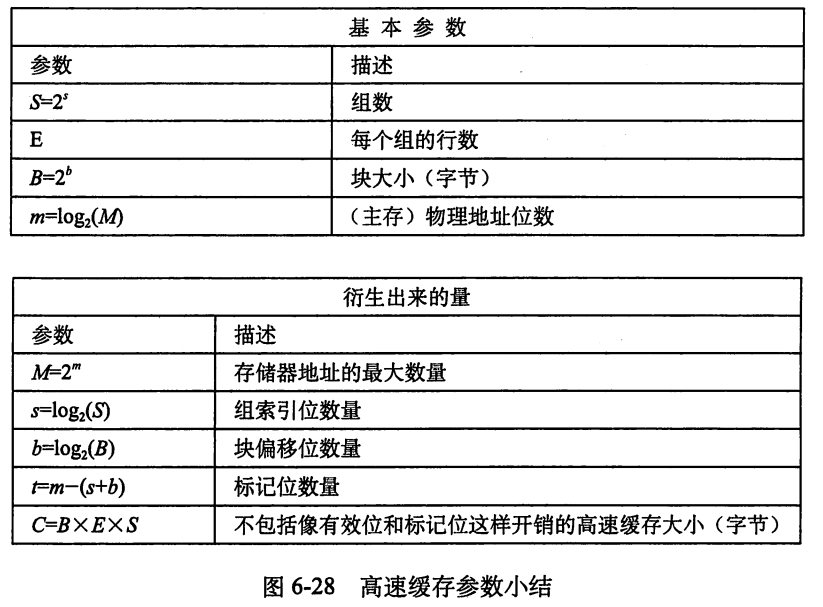 基本参数
参数 描述
S=2^s 组数
E 每个组的行数
B=2^b 块大小（字节）
m=log₂(M) （主存）物理地址位数
衍生出来的量
参数 描述
M=2^m 存储器地址的最大数量
s=log₂(S) 组索引位数量
b=log₂(B) 块偏移位数量
t=m−(s+b) 标记位数量
C=B×E×S 不包括像有效位和标记位这样开销的高速缓存大小（字节）
图 6-28 高速缓存参数小结